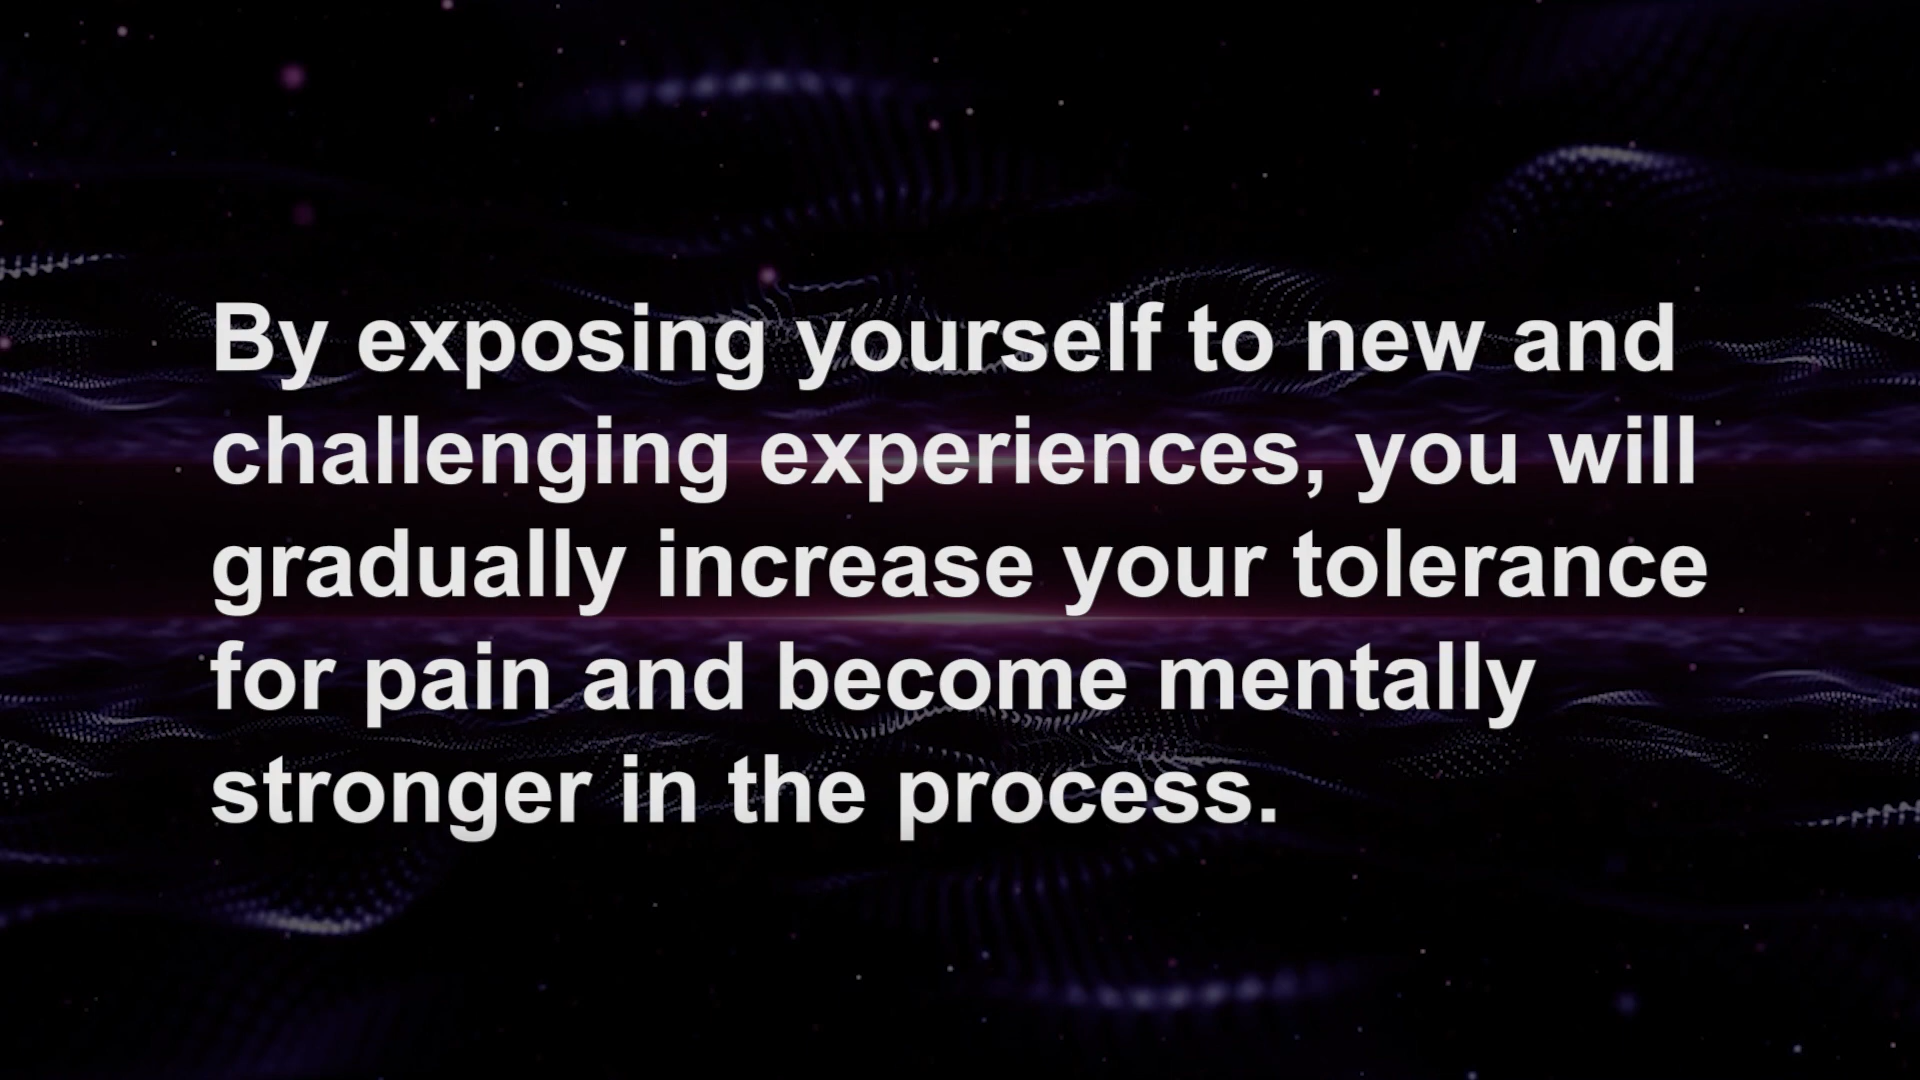 By exposing yourself to new and
challenging experiences, you will
gradually increase your tolerance
for pain and become mentally
stronger in the process.